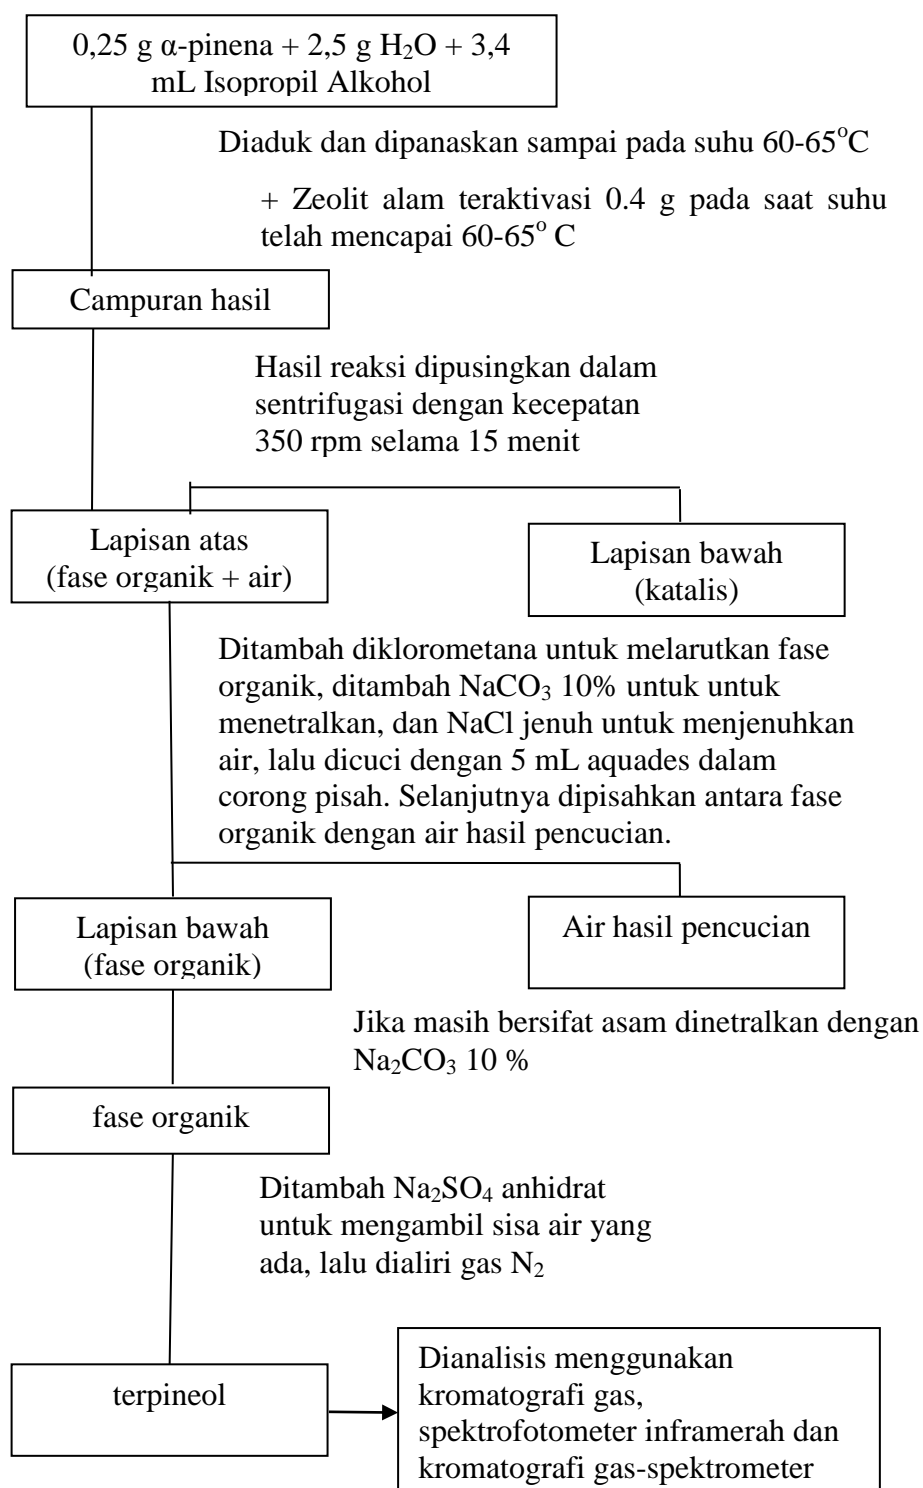 0,25 g α-pinena + 2,5 g H₂O + 3,4
mL Isopropil Alkohol
Diaduk dan dipanaskan sampai pada suhu 60-65°C
+ Zeolit alam teraktivasi 0.4 g pada saat suhu
telah mencapai 60-65° C
Campuran hasil
Hasil reaksi dipusingkan dalam
sentrifugasi dengan kecepatan
350 rpm selama 15 menit
Lapisan atas
(fase organik + air)
Lapisan bawah
(katalis)
Ditambah diklorometana untuk melarutkan fase
organik, ditambah NaCO₃ 10% untuk untuk
menetralkan, dan NaCl jenuh untuk menjenuhkan
air, lalu dicuci dengan 5 mL aquades dalam
corong pisah. Selanjutnya dipisahkan antara fase
organik dengan air hasil pencucian.
Lapisan bawah
(fase organik)
Air hasil pencucian
Jika masih bersifat asam dinetralkan dengan
Na₂CO₃ 10 %
fase organik
Ditambah Na₂SO₄ anhidrat
untuk mengambil sisa air yang
ada, lalu dialiri gas N₂
terpineol
Dianalisis menggunakan
kromatografi gas,
spektrofotometer inframerah dan
kromatografi gas-spektrometer